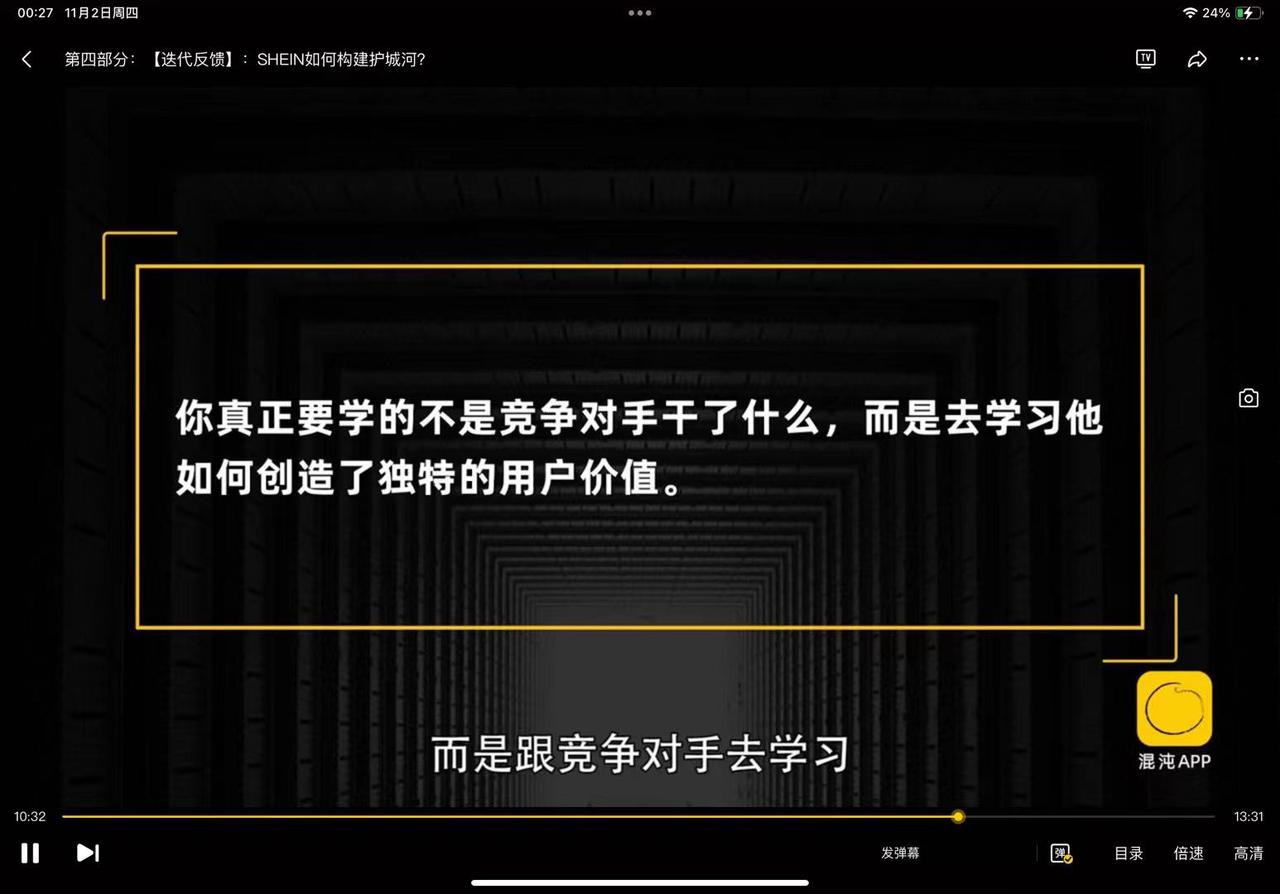 00:27 11月2日周四
24%
第四部分：【迭代反馈】：SHEIN如何构建护城河?
TV
你真正要学的不是竞争对手干了什么，而是去学习他
如何创造了独特的用户价值。
混沌APP
而是跟竞争对手去学习
10:32
13:31
发弹幕
弹
目录
倍速
高清